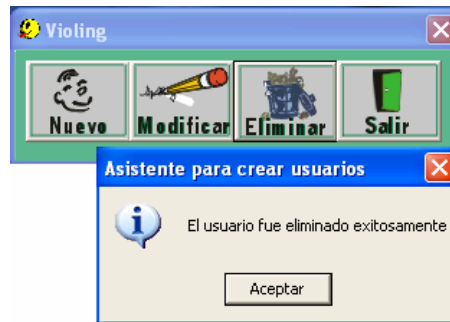 Violing
Nuevo Modificar Eliminar Salir
Asistente para crear usuarios
El usuario fue eliminado exitosamente
Aceptar